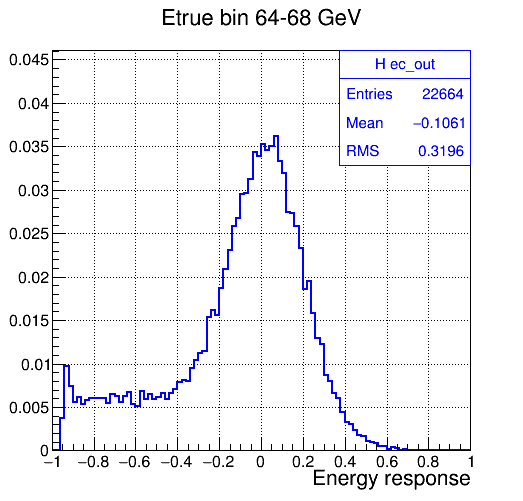 Etrue bin 64-68 GeV
H ec_out
Entries 22664
Mean −0.1061
RMS 0.3196
0.045
0.04
0.035
0.03
0.025
0.02
0.015
0.01
0.005
0
−1 −0.8 −0.6 −0.4 −0.2 0 0.2 0.4 0.6 0.8 1
Energy response